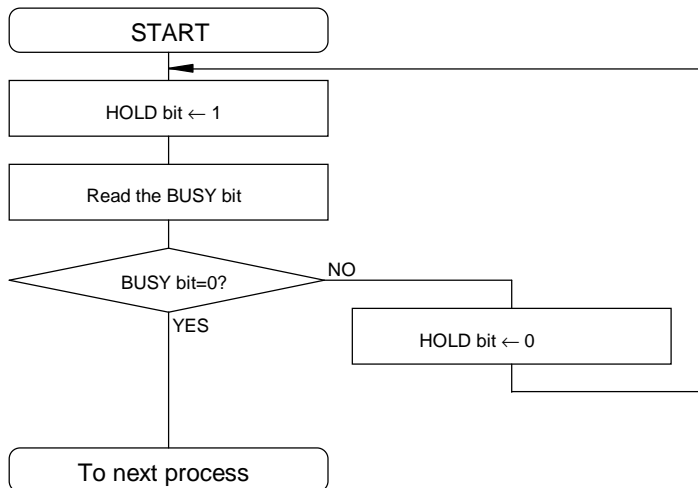 START
HOLD bit ← 1
Read the BUSY bit
BUSY bit=0?
NO
YES
HOLD bit ← 0
To next process